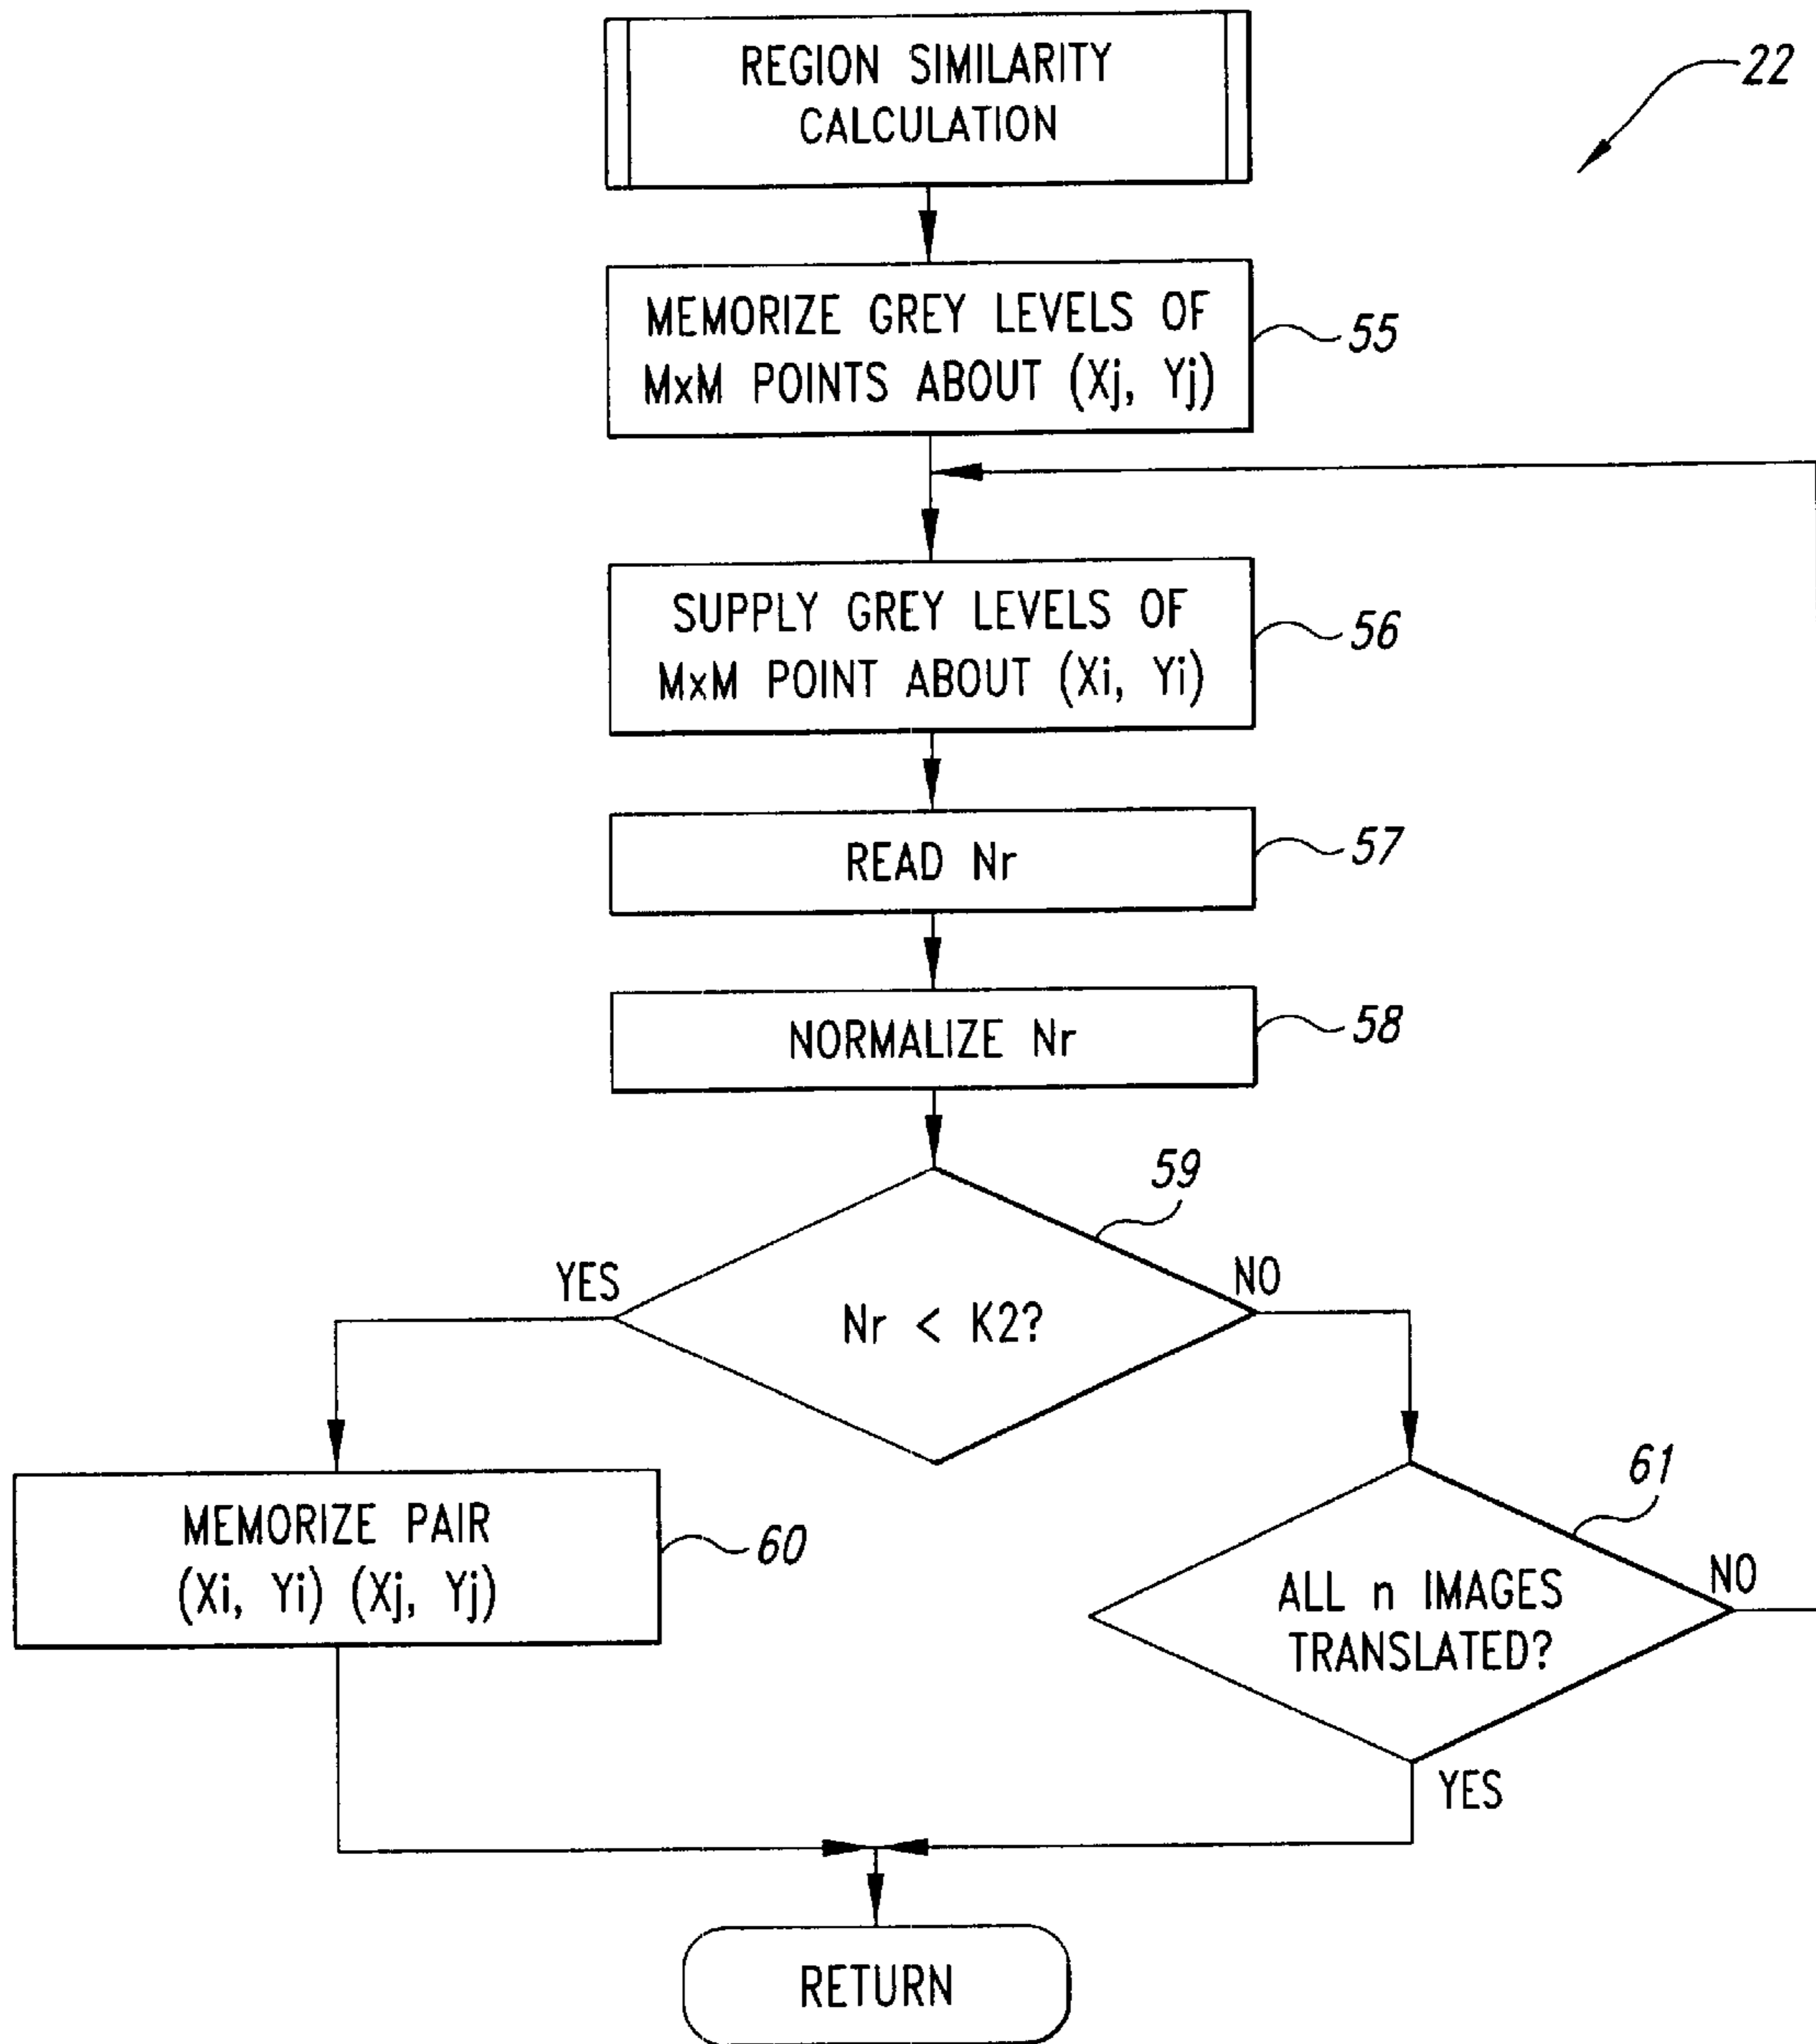 REGION SIMILARITY
CALCULATION
22
MEMORIZE GREY LEVELS OF
MxM POINTS ABOUT (Xj, Yj)
55
SUPPLY GREY LEVELS OF
MxM POINT ABOUT (Xi, Yi)
56
READ Nr
57
NORMALIZE Nr
58
59
YES
NO
Nr < K2?
MEMORIZE PAIR
(Xi, Yi) (Xj, Yj)
60
61
ALL n IMAGES
TRANSLATED?
NO
YES
RETURN